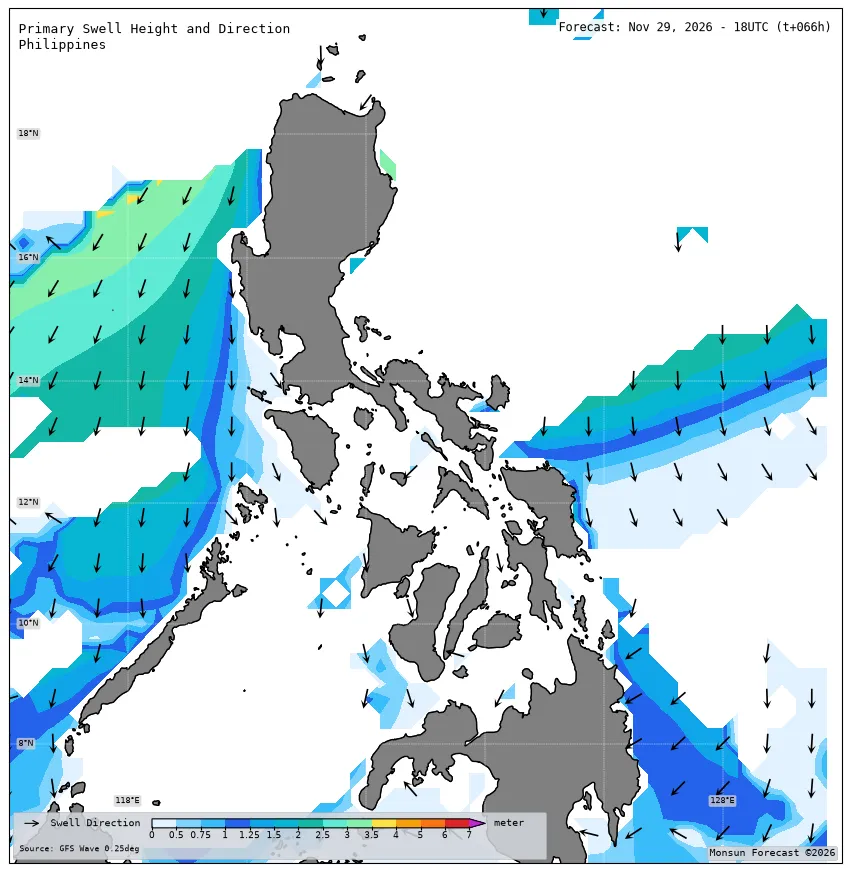 Primary Swell Height and Direction
Philippines
Forecast: Nov 29, 2026 - 18UTC (t+066h)
18°N
16°N
14°N
12°N
10°N
8°N
118°E
128°E
Swell Direction
0 0.5 0.75 1 1.25 1.5 2 2.5 3 3.5 4 5 6 7
meter
Source: GFS Wave 0.25deg
Monsun Forecast ©2026